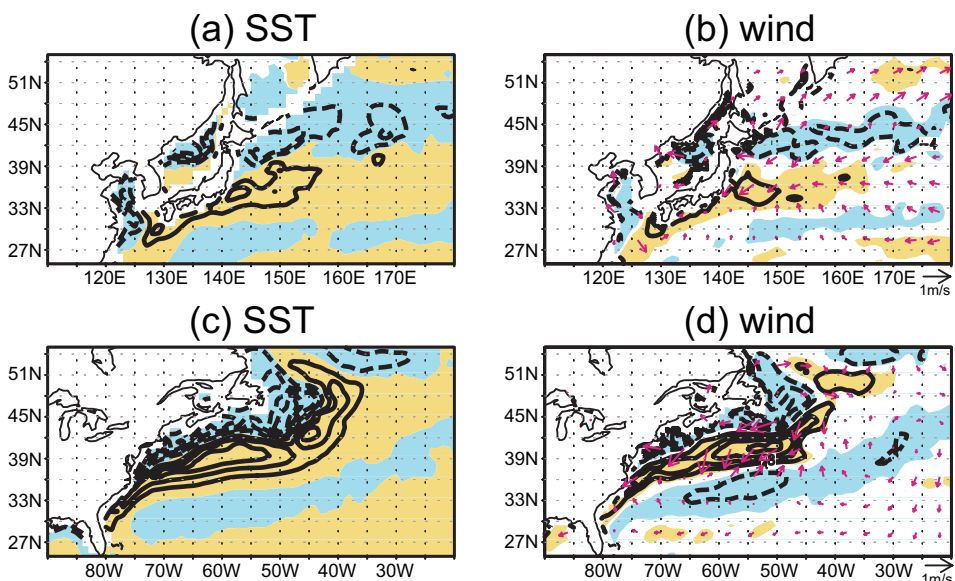 (a) SST
(b) wind
51N
45N
39N
33N
27N
120E 130E 140E 150E 160E 170E
51N
45N
39N
33N
27N
4
120E 130E 140E 150E 160E 170E
1m/s
(c) SST
(d) wind
51N
45N
39N
33N
27N
80W 70W 60W 50W 40W 30W
51N
45N
39N
33N
27N
80W 70W 60W 50W 40W 30W
1m/s